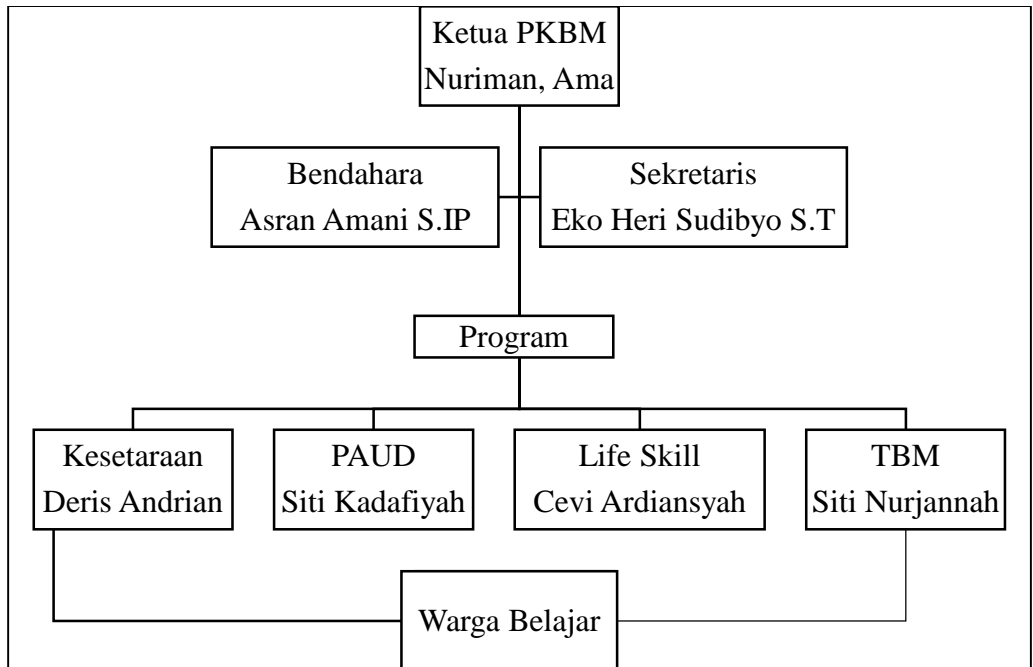 Ketua PKBM
Nuriman, Ama
Bendahara
Asran Amani S.IP
Sekretaris
Eko Heri Sudibyo S.T
Program
Kesetaraan
Deris Andrian
PAUD
Siti Kadafiyah
Life Skill
Cevi Ardiansyah
TBM
Siti Nurjannah
Warga Belajar